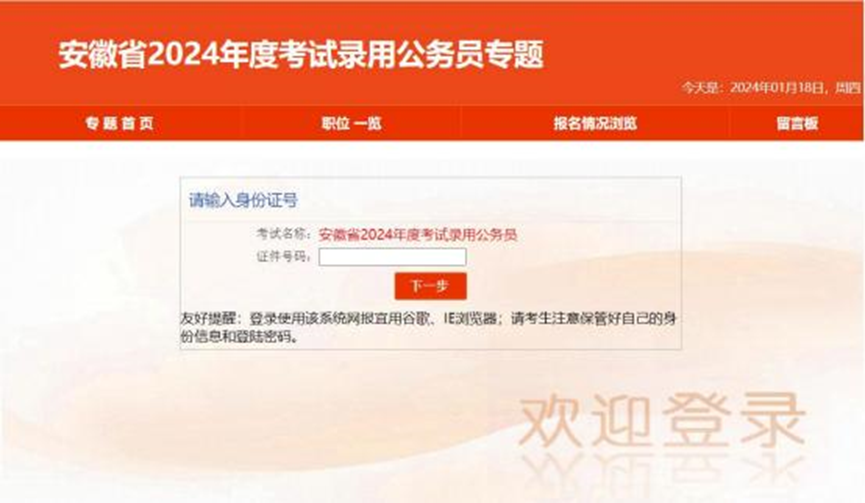 安徽省2024年度考试录用公务员专题
今天是：2024年01月18日，周四
专题首页 职位一览 报名情况浏览 留言板
请输入身份证号
考试名称：安徽省2024年度考试录用公务员
证件号码：
下一步
友好提醒：登录使用该系统网报宜用谷歌、IE浏览器；请考生注意保管好自己的身
份信息和登陆密码。
欢迎登录